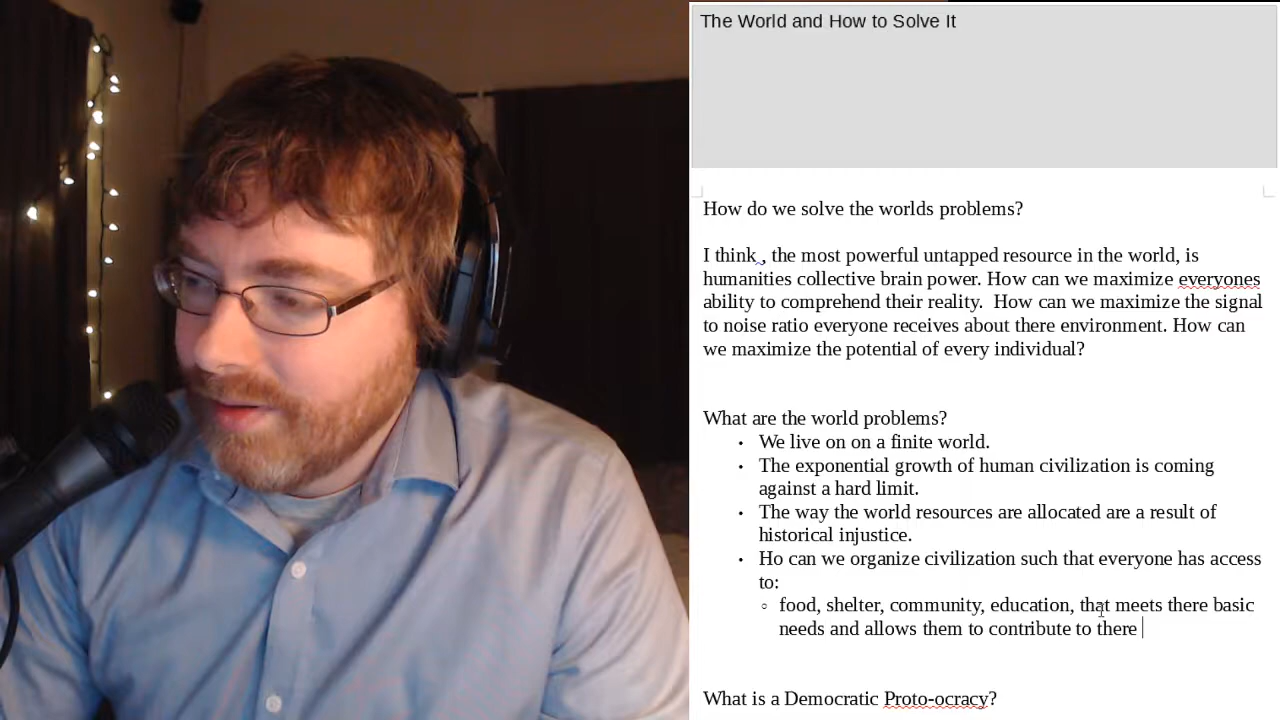 The World and How to Solve It
How do we solve the worlds problems?
I think , the most powerful untapped resource in the world, is
humanities collective brain power. How can we maximize everyones
ability to comprehend their reality.  How can we maximize the signal
to noise ratio everyone receives about there environment. How can
we maximize the potential of every individual?
What are the world problems?
• We live on on a finite world.
• The exponential growth of human civilization is coming
against a hard limit.
• The way the world resources are allocated are a result of
historical injustice.
• Ho can we organize civilization such that everyone has access
to:
◦ food, shelter, community, education, that meets there basic
needs and allows them to contribute to there
What is a Democratic Proto-ocracy?